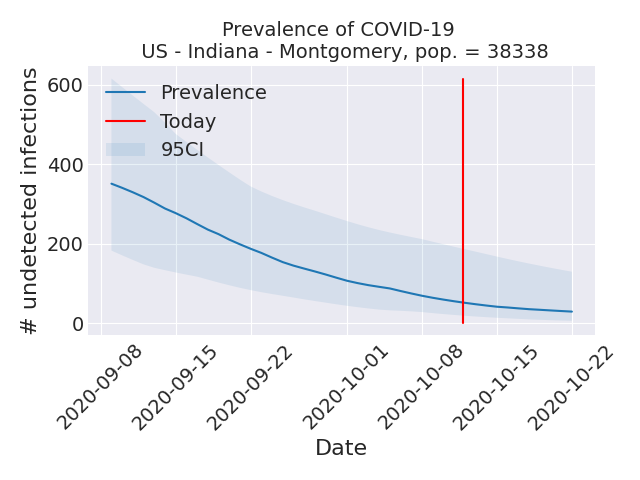 Prevalence of COVID-19
US - Indiana - Montgomery, pop. = 38338
# undetected infections
600
400
200
0
Prevalence
Today
95CI
2020-09-08
2020-09-15
2020-09-22
2020-10-01
2020-10-08
2020-10-15
2020-10-22
Date